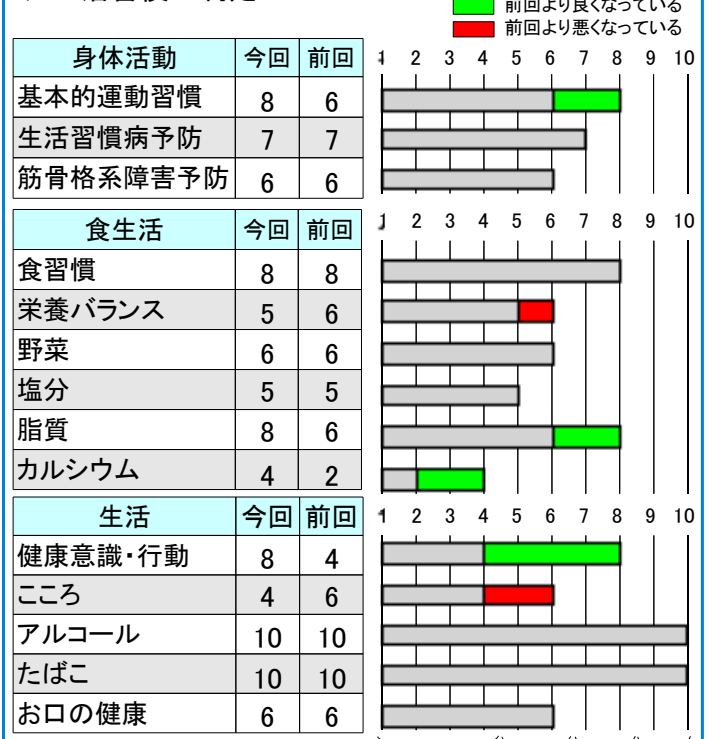 前回より良くなっている
前回より悪くなっている
身体活動 今回 前回 1 2 3 4 5 6 7 8 9 10
基本的運動習慣 8 6
生活習慣病予防 7 7
筋骨格系障害予防 6 6
食生活 今回 前回 1 2 3 4 5 6 7 8 9 10
食習慣 8 8
栄養バランス 5 6
野菜 6 6
塩分 5 5
脂質 8 6
カルシウム 4 2
生活 今回 前回 1 2 3 4 5 6 7 8 9 10
健康意識・行動 8 4
こころ 4 6
アルコール 10 10
たばこ 10 10
お口の健康 6 6